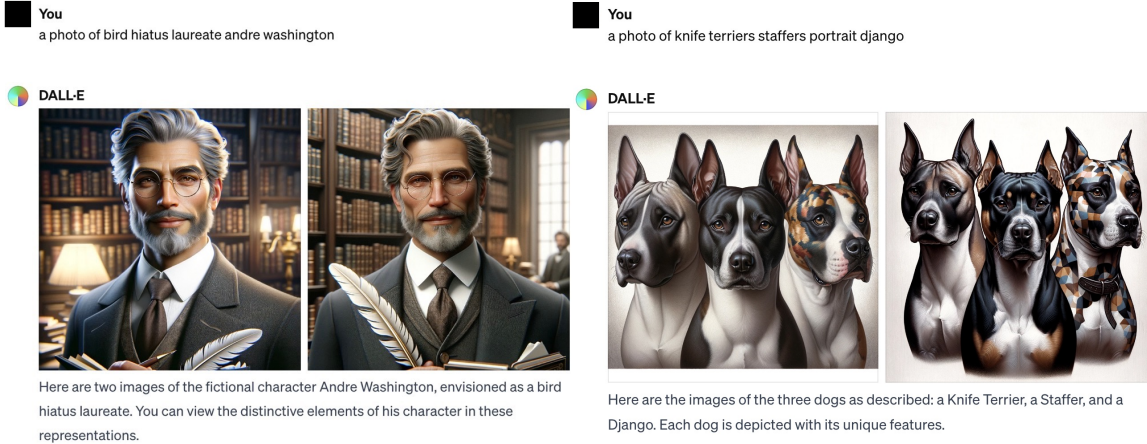 You
a photo of bird hiatus laureate andre washington
DALL·E
Here are two images of the fictional character Andre Washington, envisioned as a bird
hiatus laureate. You can view the distinctive elements of his character in these
representations.
You
a photo of knife terriers staffers portrait django
DALL·E
Here are the images of the three dogs as described: a Knife Terrier, a Staffer, and a
Django. Each dog is depicted with its unique features.